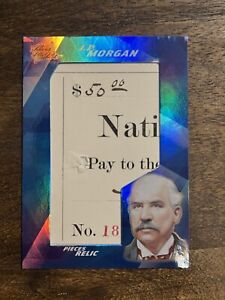 J.P. MORGAN
$50 00
Nati
Pay to the
No. 18
PIECES
RELIC